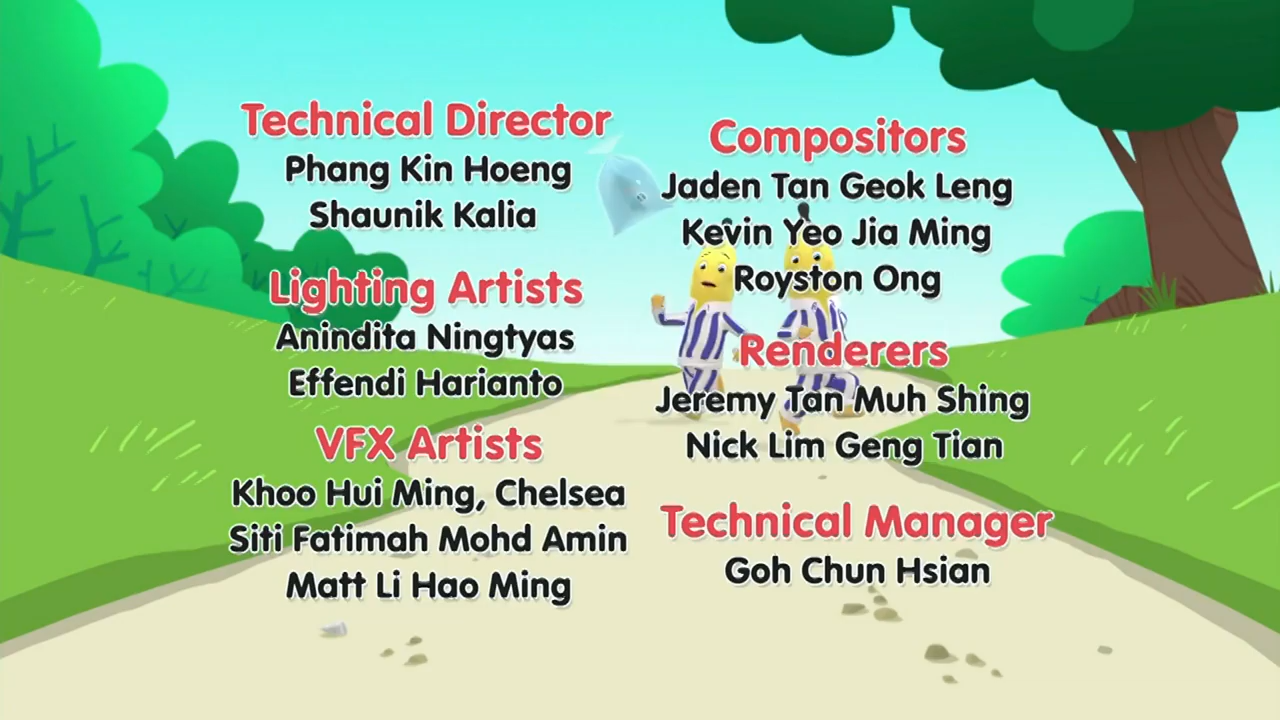 Technical Director
Phang Kin Hoeng
Shaunik Kalia
Lighting Artists
Anindita Ningtyas
Effendi Harianto
VFX Artists
Khoo Hui Ming, Chelsea
Siti Fatimah Mohd Amin
Matt Li Hao Ming
Compositors
Jaden Tan Geok Leng
Kevin Yeo Jia Ming
Royston Ong
Renderers
Jeremy Tan Muh Shing
Nick Lim Geng Tian
Technical Manager
Goh Chun Hsian